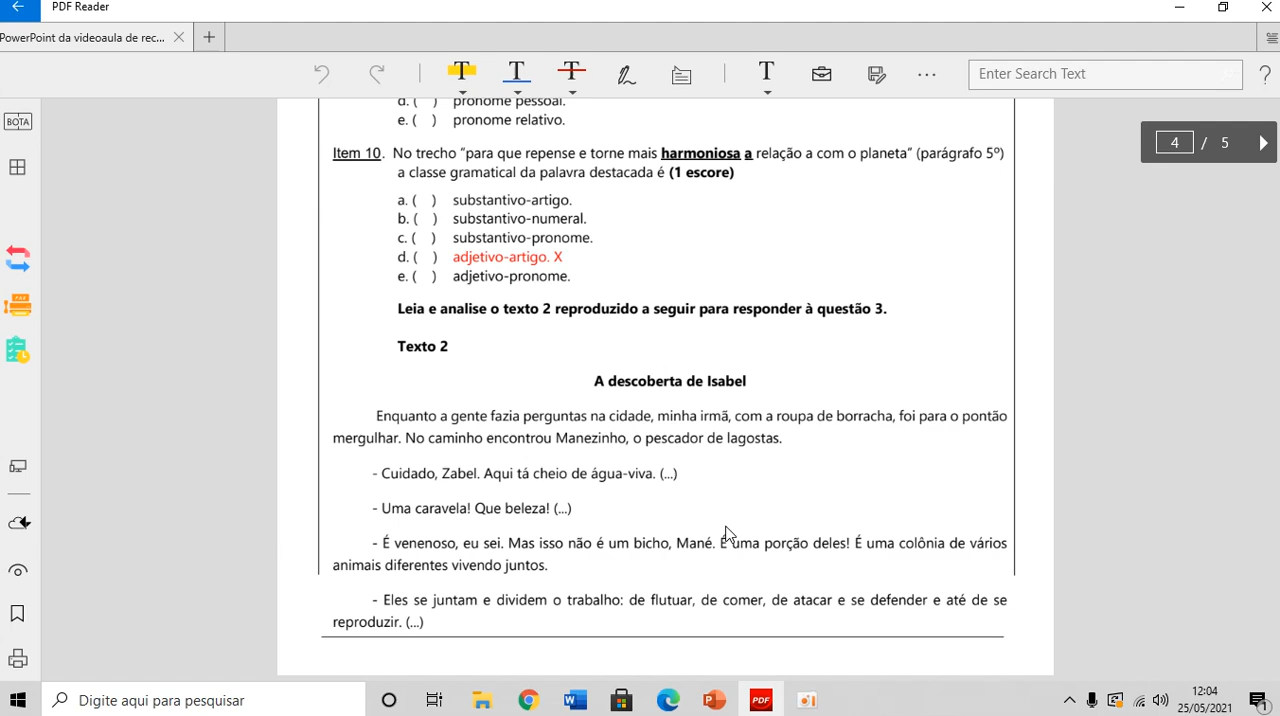 PDF Reader
PowerPoint da videoaula de rec...
Enter Search Text
BOTA
4 / 5
d. ( ) pronome pessoal.
e. ( ) pronome relativo.
Item 10. No trecho “para que repense e torne mais harmoniosa a relação a com o planeta” (parágrafo 5º)
a classe gramatical da palavra destacada é (1 escore)
a. ( ) substantivo-artigo.
b. ( ) substantivo-numeral.
c. ( ) substantivo-pronome.
d. ( ) adjetivo-artigo. X
e. ( ) adjetivo-pronome.
Leia e analise o texto 2 reproduzido a seguir para responder à questão 3.
Texto 2
A descoberta de Isabel
Enquanto a gente fazia perguntas na cidade, minha irmã, com a roupa de borracha, foi para o pontão
mergulhar. No caminho encontrou Manezinho, o pescador de lagostas.
- Cuidado, Zabel. Aqui tá cheio de água-viva. (...)
- Uma caravela! Que beleza! (...)
- É venenoso, eu sei. Mas isso não é um bicho, Mané. É uma porção deles! É uma colônia de vários
animais diferentes vivendo juntos.
- Eles se juntam e dividem o trabalho: de flutuar, de comer, de atacar e se defender e até de se
reproduzir. (...)
Digite aqui para pesquisar
PDF
12:04
25/05/2021